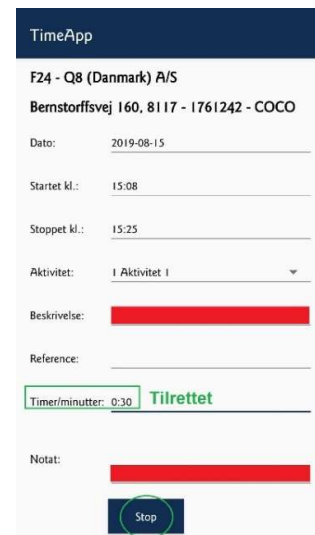 TimeApp
F24 - Q8 (Danmark) A/S
Bernstorffsvej 160, 8117 - 1761242 - COCO
Dato: 2019-08-15
Startet kl.: 15:08
Stoppet kl.: 15:25
Aktivitet: 1 Aktivitet 1
Beskrivelse:
Reference:
Timer/minutter: 0:30 Tilrettet
Notat:
Stop